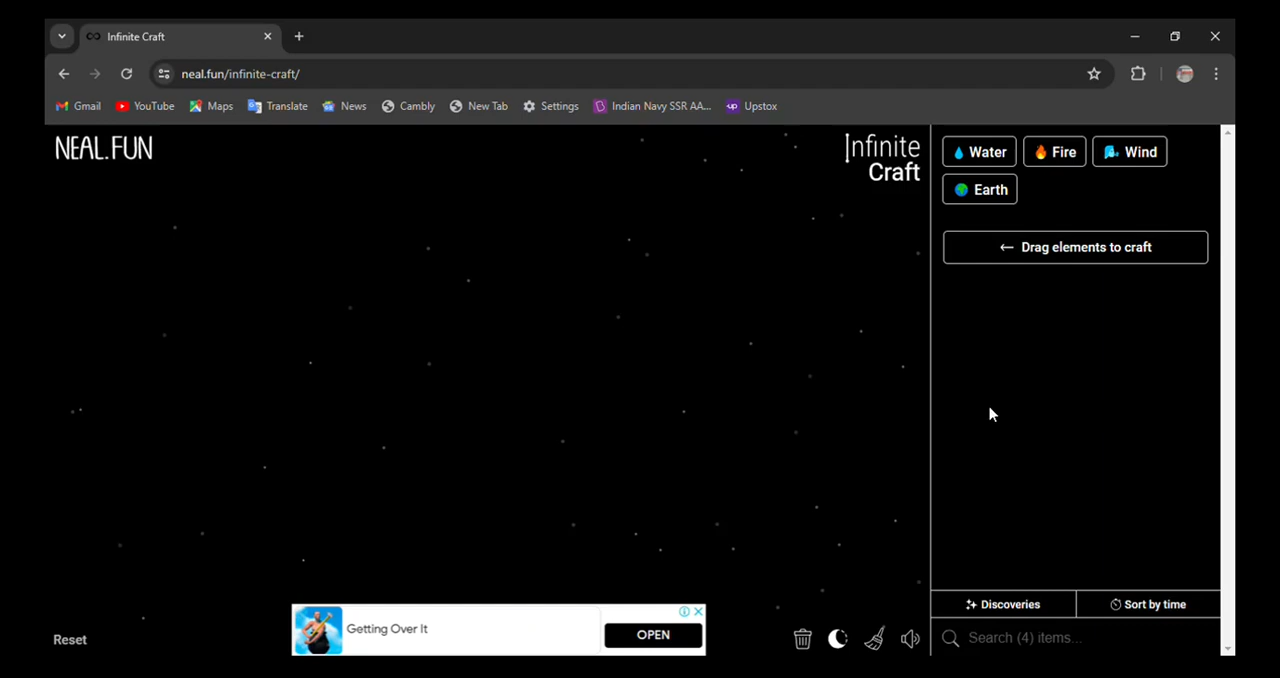 Infinite Craft
neal.fun/infinite-craft/
Gmail YouTube Maps Translate News Cambly New Tab Settings Indian Navy SSR AA... Upstox
NEAL.FUN
Infinite
Craft
Water Fire Wind
Earth
← Drag elements to craft
Getting Over It
OPEN
Discoveries Sort by time
Reset
Search (4) items...